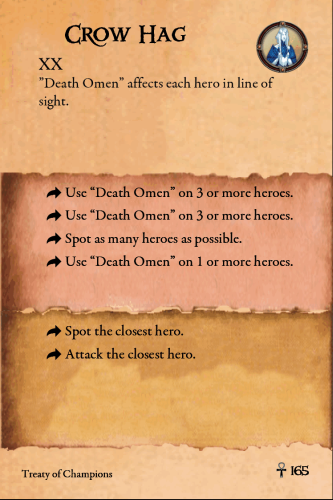 Crow Hag
XX
”Death Omen” affects each hero in line of
sight.
Use “Death Omen” on 3 or more heroes.
Use “Death Omen” on 3 or more heroes.
Spot as many heroes as possible.
Use “Death Omen” on 1 or more heroes.
Spot the closest hero.
Attack the closest hero.
Treaty of Champions
165